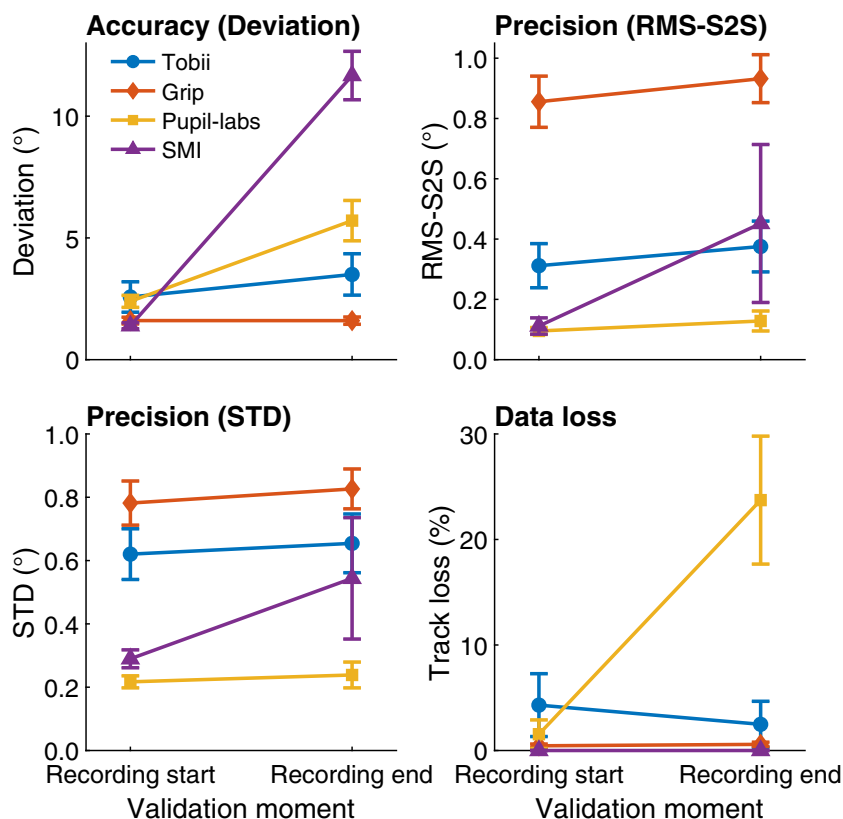 Accuracy (Deviation)
Tobii
Grip
Pupil-labs
SMI
10
5
0
Deviation (°)
Precision (RMS-S2S)
1.0
0.8
0.6
0.4
0.2
0.0
RMS-S2S (°)
Precision (STD)
1.0
0.8
0.6
0.4
0.2
0.0
STD (°)
Recording start
Recording end
Validation moment
Data loss
30
20
10
0
Track loss (%)
Recording start
Recording end
Validation moment